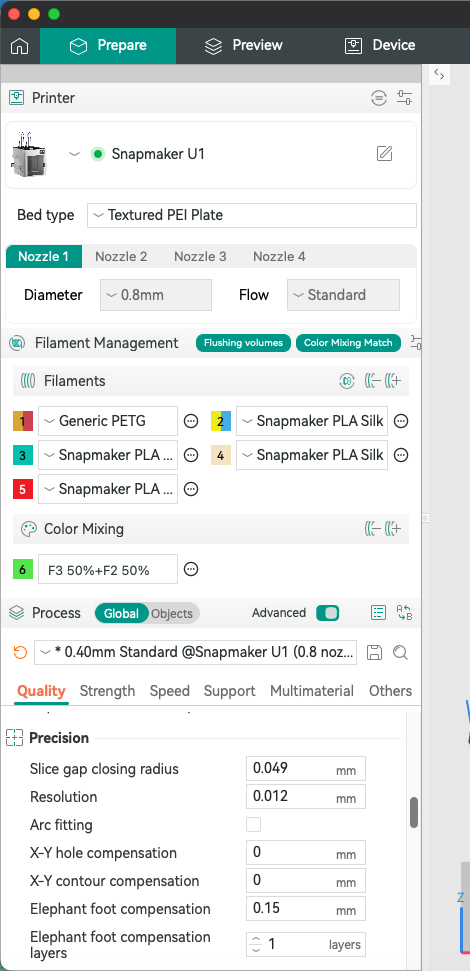 Prepare
Preview
Device
Printer
Snapmaker U1
Bed type
Textured PEI Plate
Nozzle 1
Nozzle 2
Nozzle 3
Nozzle 4
Diameter
0.8mm
Flow
Standard
Filament Management
Flushing volumes
Color Mixing Match
Filaments
1 Generic PETG
2 Snapmaker PLA Silk
3 Snapmaker PLA ...
4 Snapmaker PLA Silk
5 Snapmaker PLA ...
Color Mixing
6 F3 50%+F2 50%
Process
Global
Objects
Advanced
* 0.40mm Standard @Snapmaker U1 (0.8 noz...
Quality
Strength
Speed
Support
Multimaterial
Others
Precision
Slice gap closing radius 0.049 mm
Resolution 0.012 mm
Arc fitting
X-Y hole compensation 0 mm
X-Y contour compensation 0 mm
Elephant foot compensation 0.15 mm
Elephant foot compensation
layers
1 layers
Z